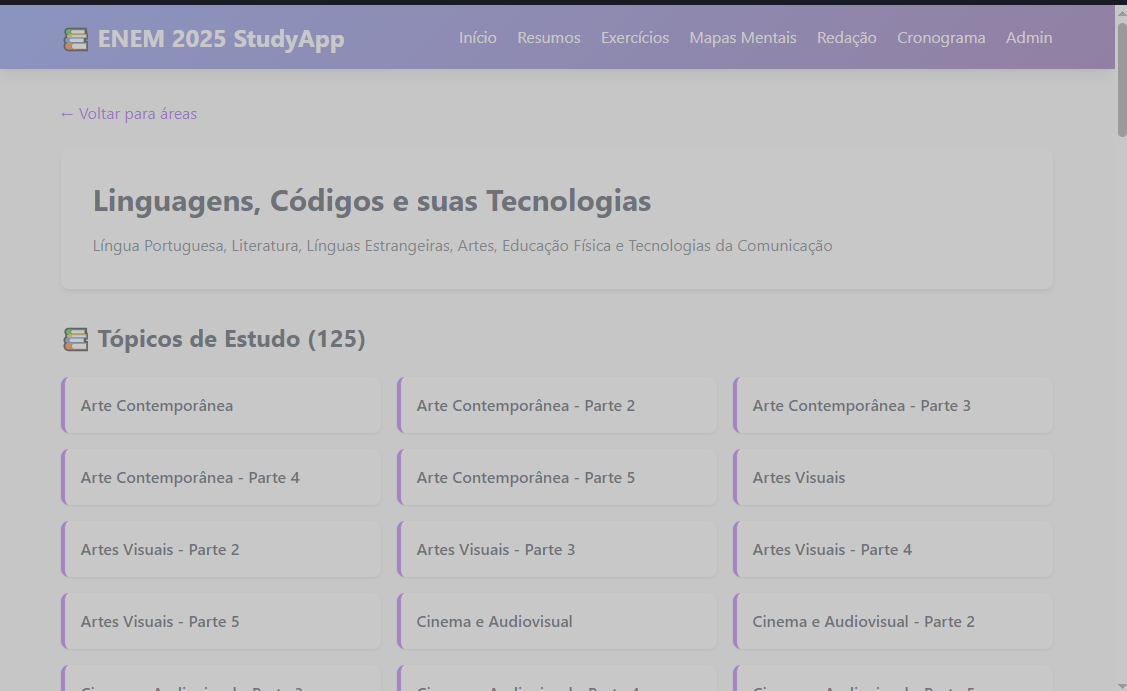 ENEM 2025 StudyApp
Início Resumos Exercícios Mapas Mentais Redação Cronograma Admin
← Voltar para áreas
Linguagens, Códigos e suas Tecnologias
Língua Portuguesa, Literatura, Línguas Estrangeiras, Artes, Educação Física e Tecnologias da Comunicação
Tópicos de Estudo (125)
Arte Contemporânea
Arte Contemporânea - Parte 2
Arte Contemporânea - Parte 3
Arte Contemporânea - Parte 4
Arte Contemporânea - Parte 5
Artes Visuais
Artes Visuais - Parte 2
Artes Visuais - Parte 3
Artes Visuais - Parte 4
Artes Visuais - Parte 5
Cinema e Audiovisual
Cinema e Audiovisual - Parte 2